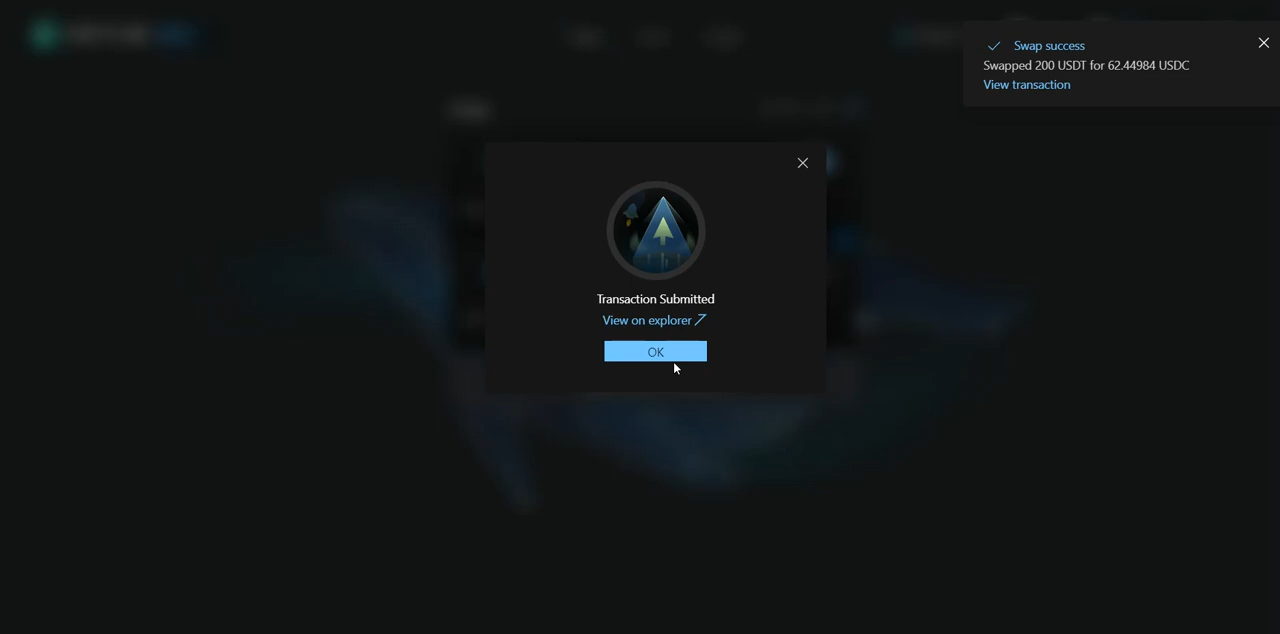 Swap success
Swapped 200 USDT for 62.44984 USDC
View transaction
Transaction Submitted
View on explorer
OK